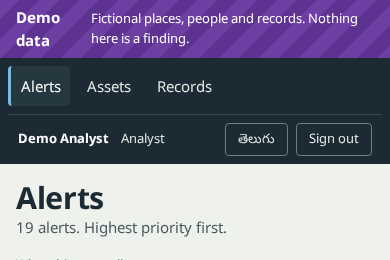 Demo data
Fictional places, people and records. Nothing
here is a finding.
Alerts Assets Records
Demo Analyst Analyst తెలుగు Sign out
Alerts
19 alerts. Highest priority first.